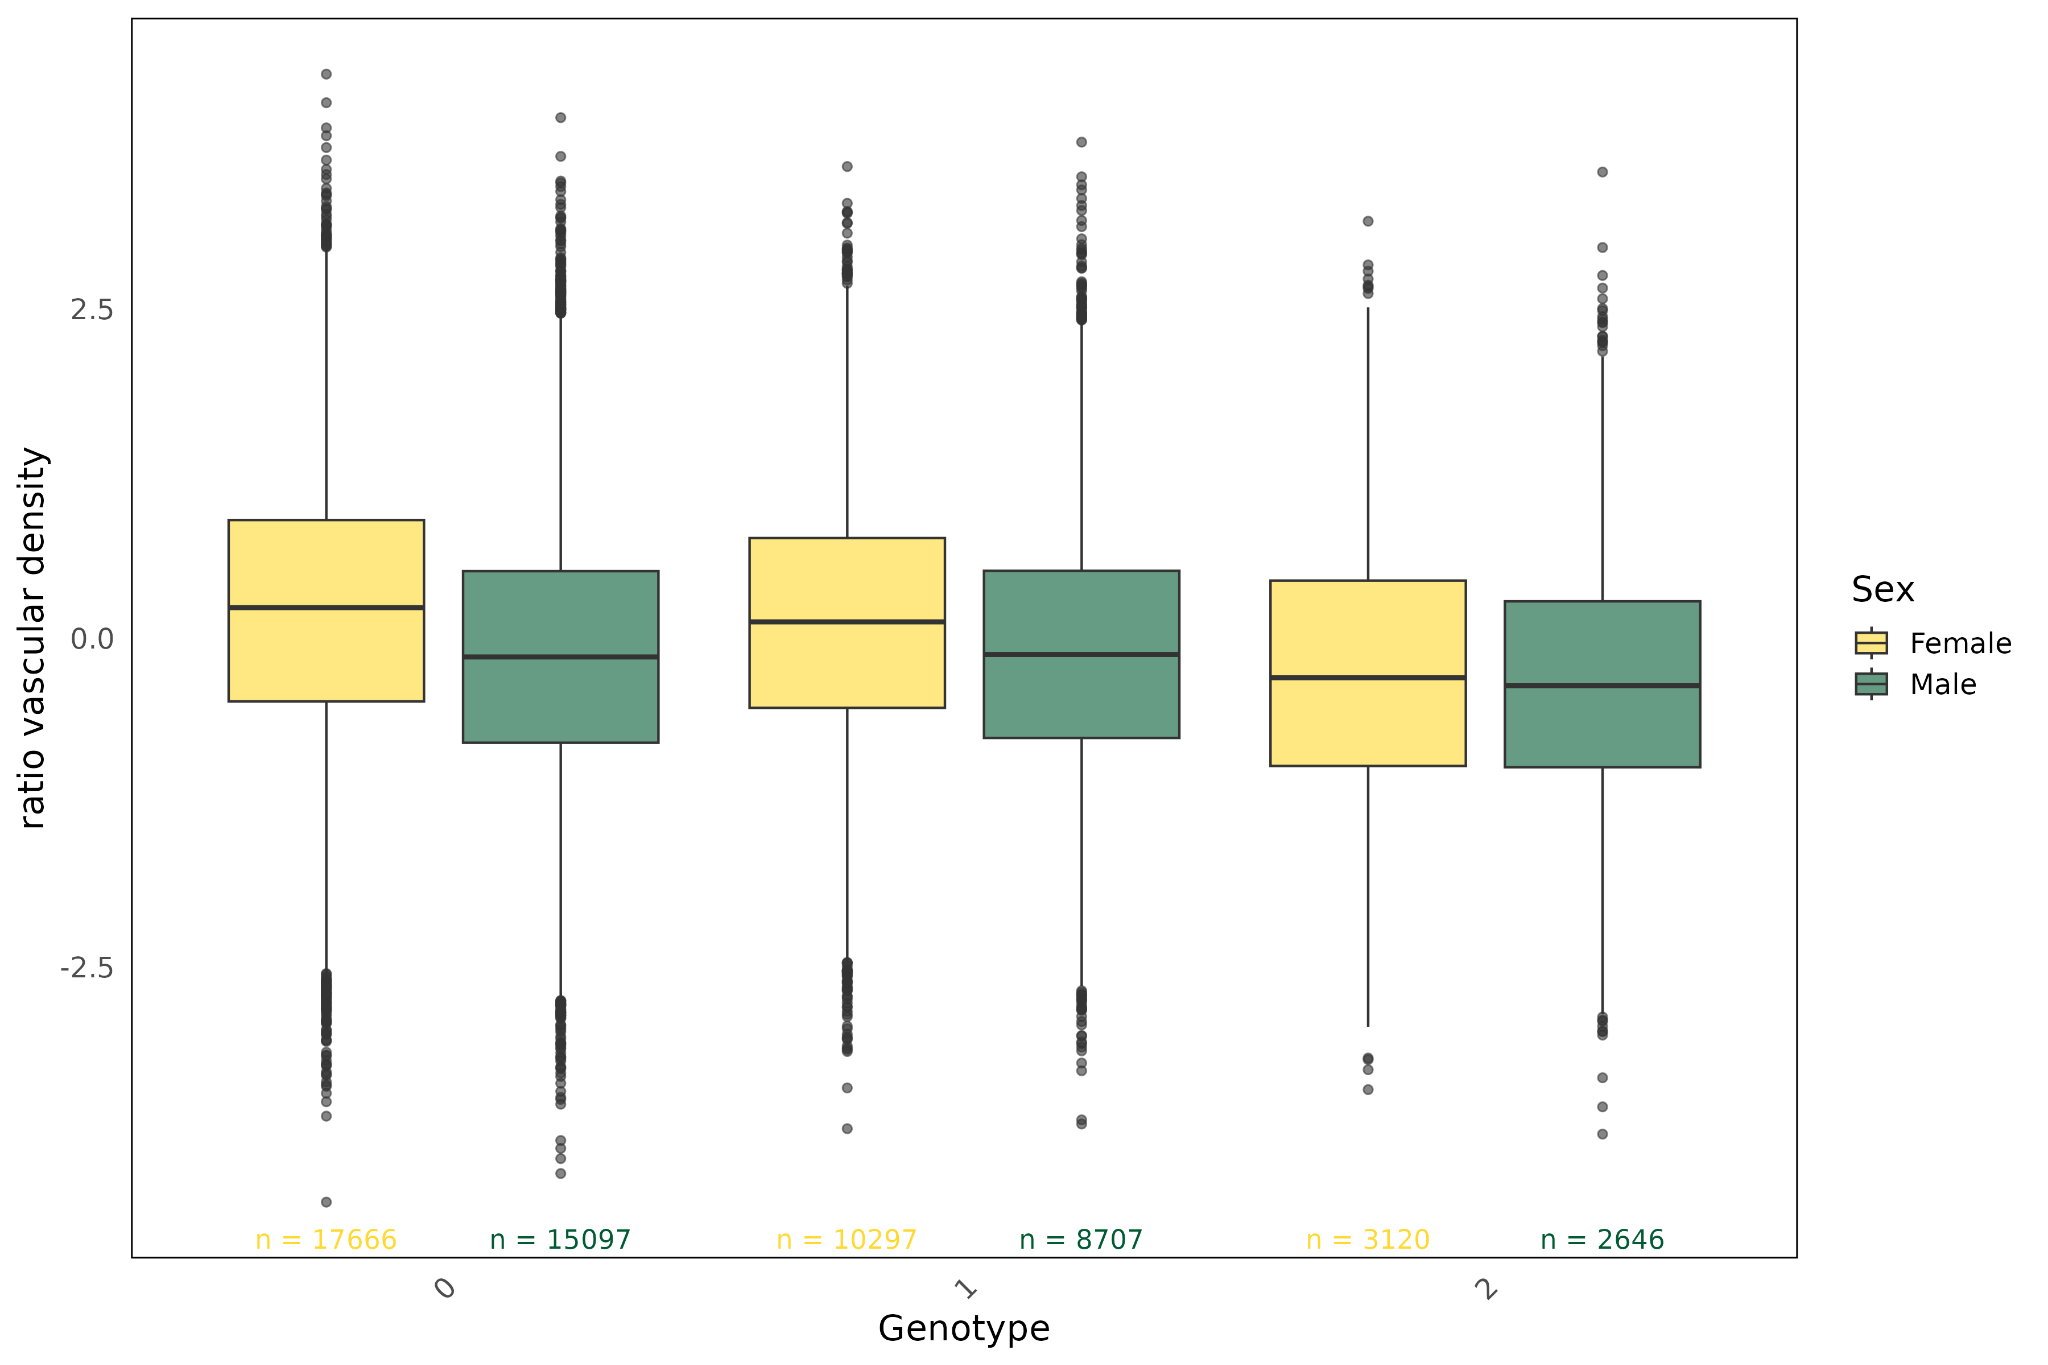 ratio vascular density
2.5
0.0
-2.5
n = 17666
n = 15097
n = 10297
n = 8707
n = 3120
n = 2646
0
1
2
Genotype
Sex
Female
Male